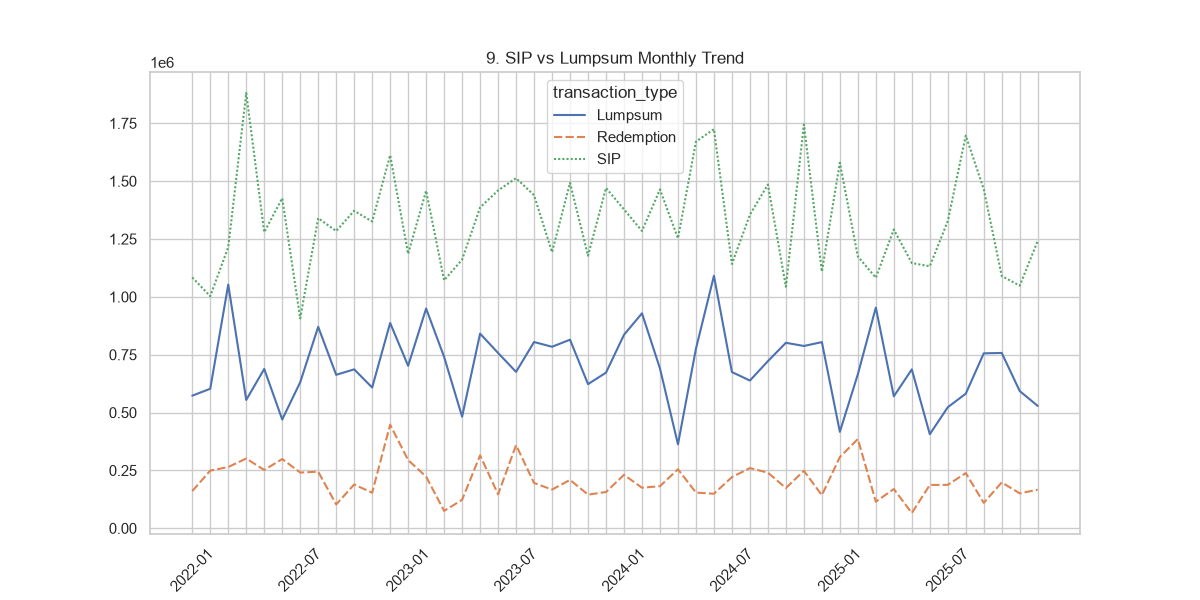 9. SIP vs Lumpsum Monthly Trend
1e6
transaction_type
Lumpsum
Redemption
SIP
1.75
1.50
1.25
1.00
0.75
0.50
0.25
0.00
2022-01
2022-07
2023-01
2023-07
2024-01
2024-07
2025-01
2025-07